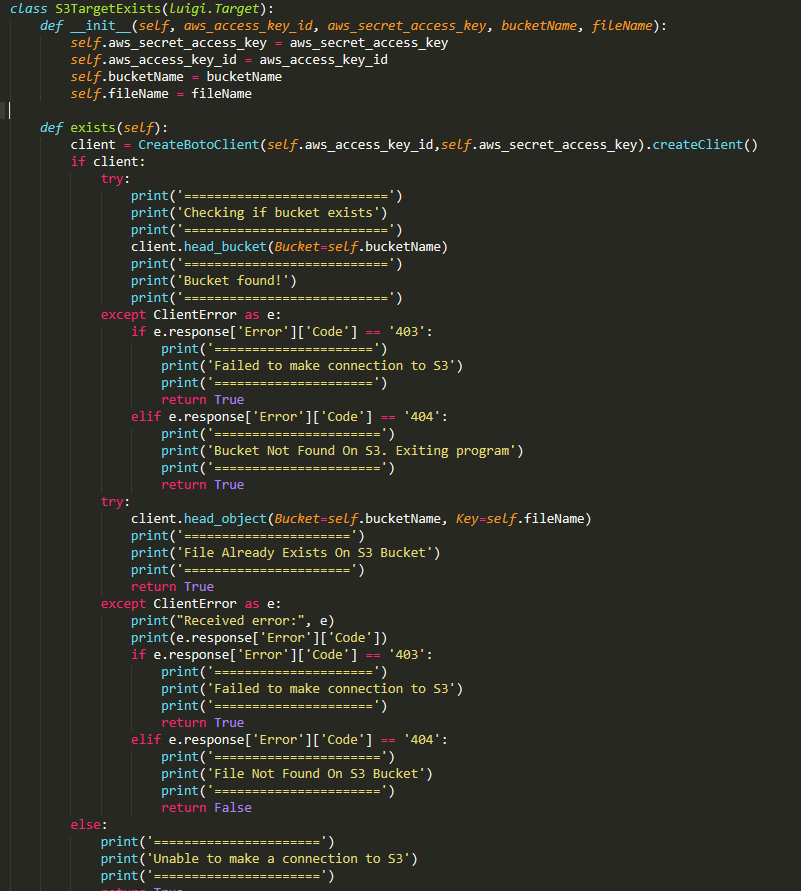 class S3TargetExists(luigi.Target):
    def __init__(self, aws_access_key_id, aws_secret_access_key, bucketName, fileName):
        self.aws_secret_access_key = aws_secret_access_key
        self.aws_access_key_id = aws_access_key_id
        self.bucketName = bucketName
        self.fileName = fileName

    def exists(self):
        client = CreateBotoClient(self.aws_access_key_id,self.aws_secret_access_key).createClient()
        if client:
            try:
                print('===========================')
                print('Checking if bucket exists')
                print('===========================')
                client.head_bucket(Bucket=self.bucketName)
                print('===========================')
                print('Bucket found!')
                print('===========================')
            except ClientError as e:
                if e.response['Error']['Code'] == '403':
                    print('=====================')
                    print('Failed to make connection to S3')
                    print('=====================')
                    return True
                elif e.response['Error']['Code'] == '404':
                    print('======================')
                    print('Bucket Not Found On S3. Exiting program')
                    print('======================')
                    return True
            try:
                client.head_object(Bucket=self.bucketName, Key=self.fileName)
                print('======================')
                print('File Already Exists On S3 Bucket')
                print('======================')
                return True
            except ClientError as e:
                print("Received error:", e)
                print(e.response['Error']['Code'])
                if e.response['Error']['Code'] == '403':
                    print('=====================')
                    print('Failed to make connection to S3')
                    print('=====================')
                    return True
                elif e.response['Error']['Code'] == '404':
                    print('======================')
                    print('File Not Found On S3 Bucket')
                    print('======================')
                    return False
        else:
            print('======================')
            print('Unable to make a connection to S3')
            print('======================')
            return True